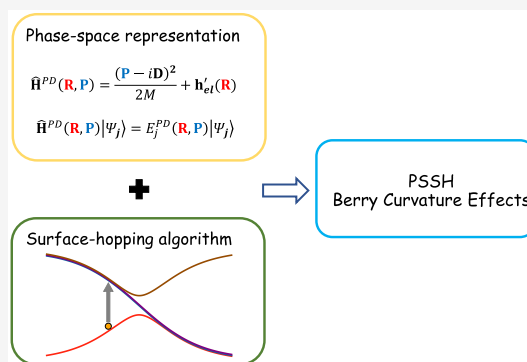 Phase-space representation
Ĥ^{PD}(R,P) = (P − iD)²/2M + h′_{el}(R)
Ĥ^{PD}(R,P)|Ψ_j⟩ = E_j^{PD}(R,P)|Ψ_j⟩
+
PSSH
Berry Curvature Effects
Surface-hopping algorithm